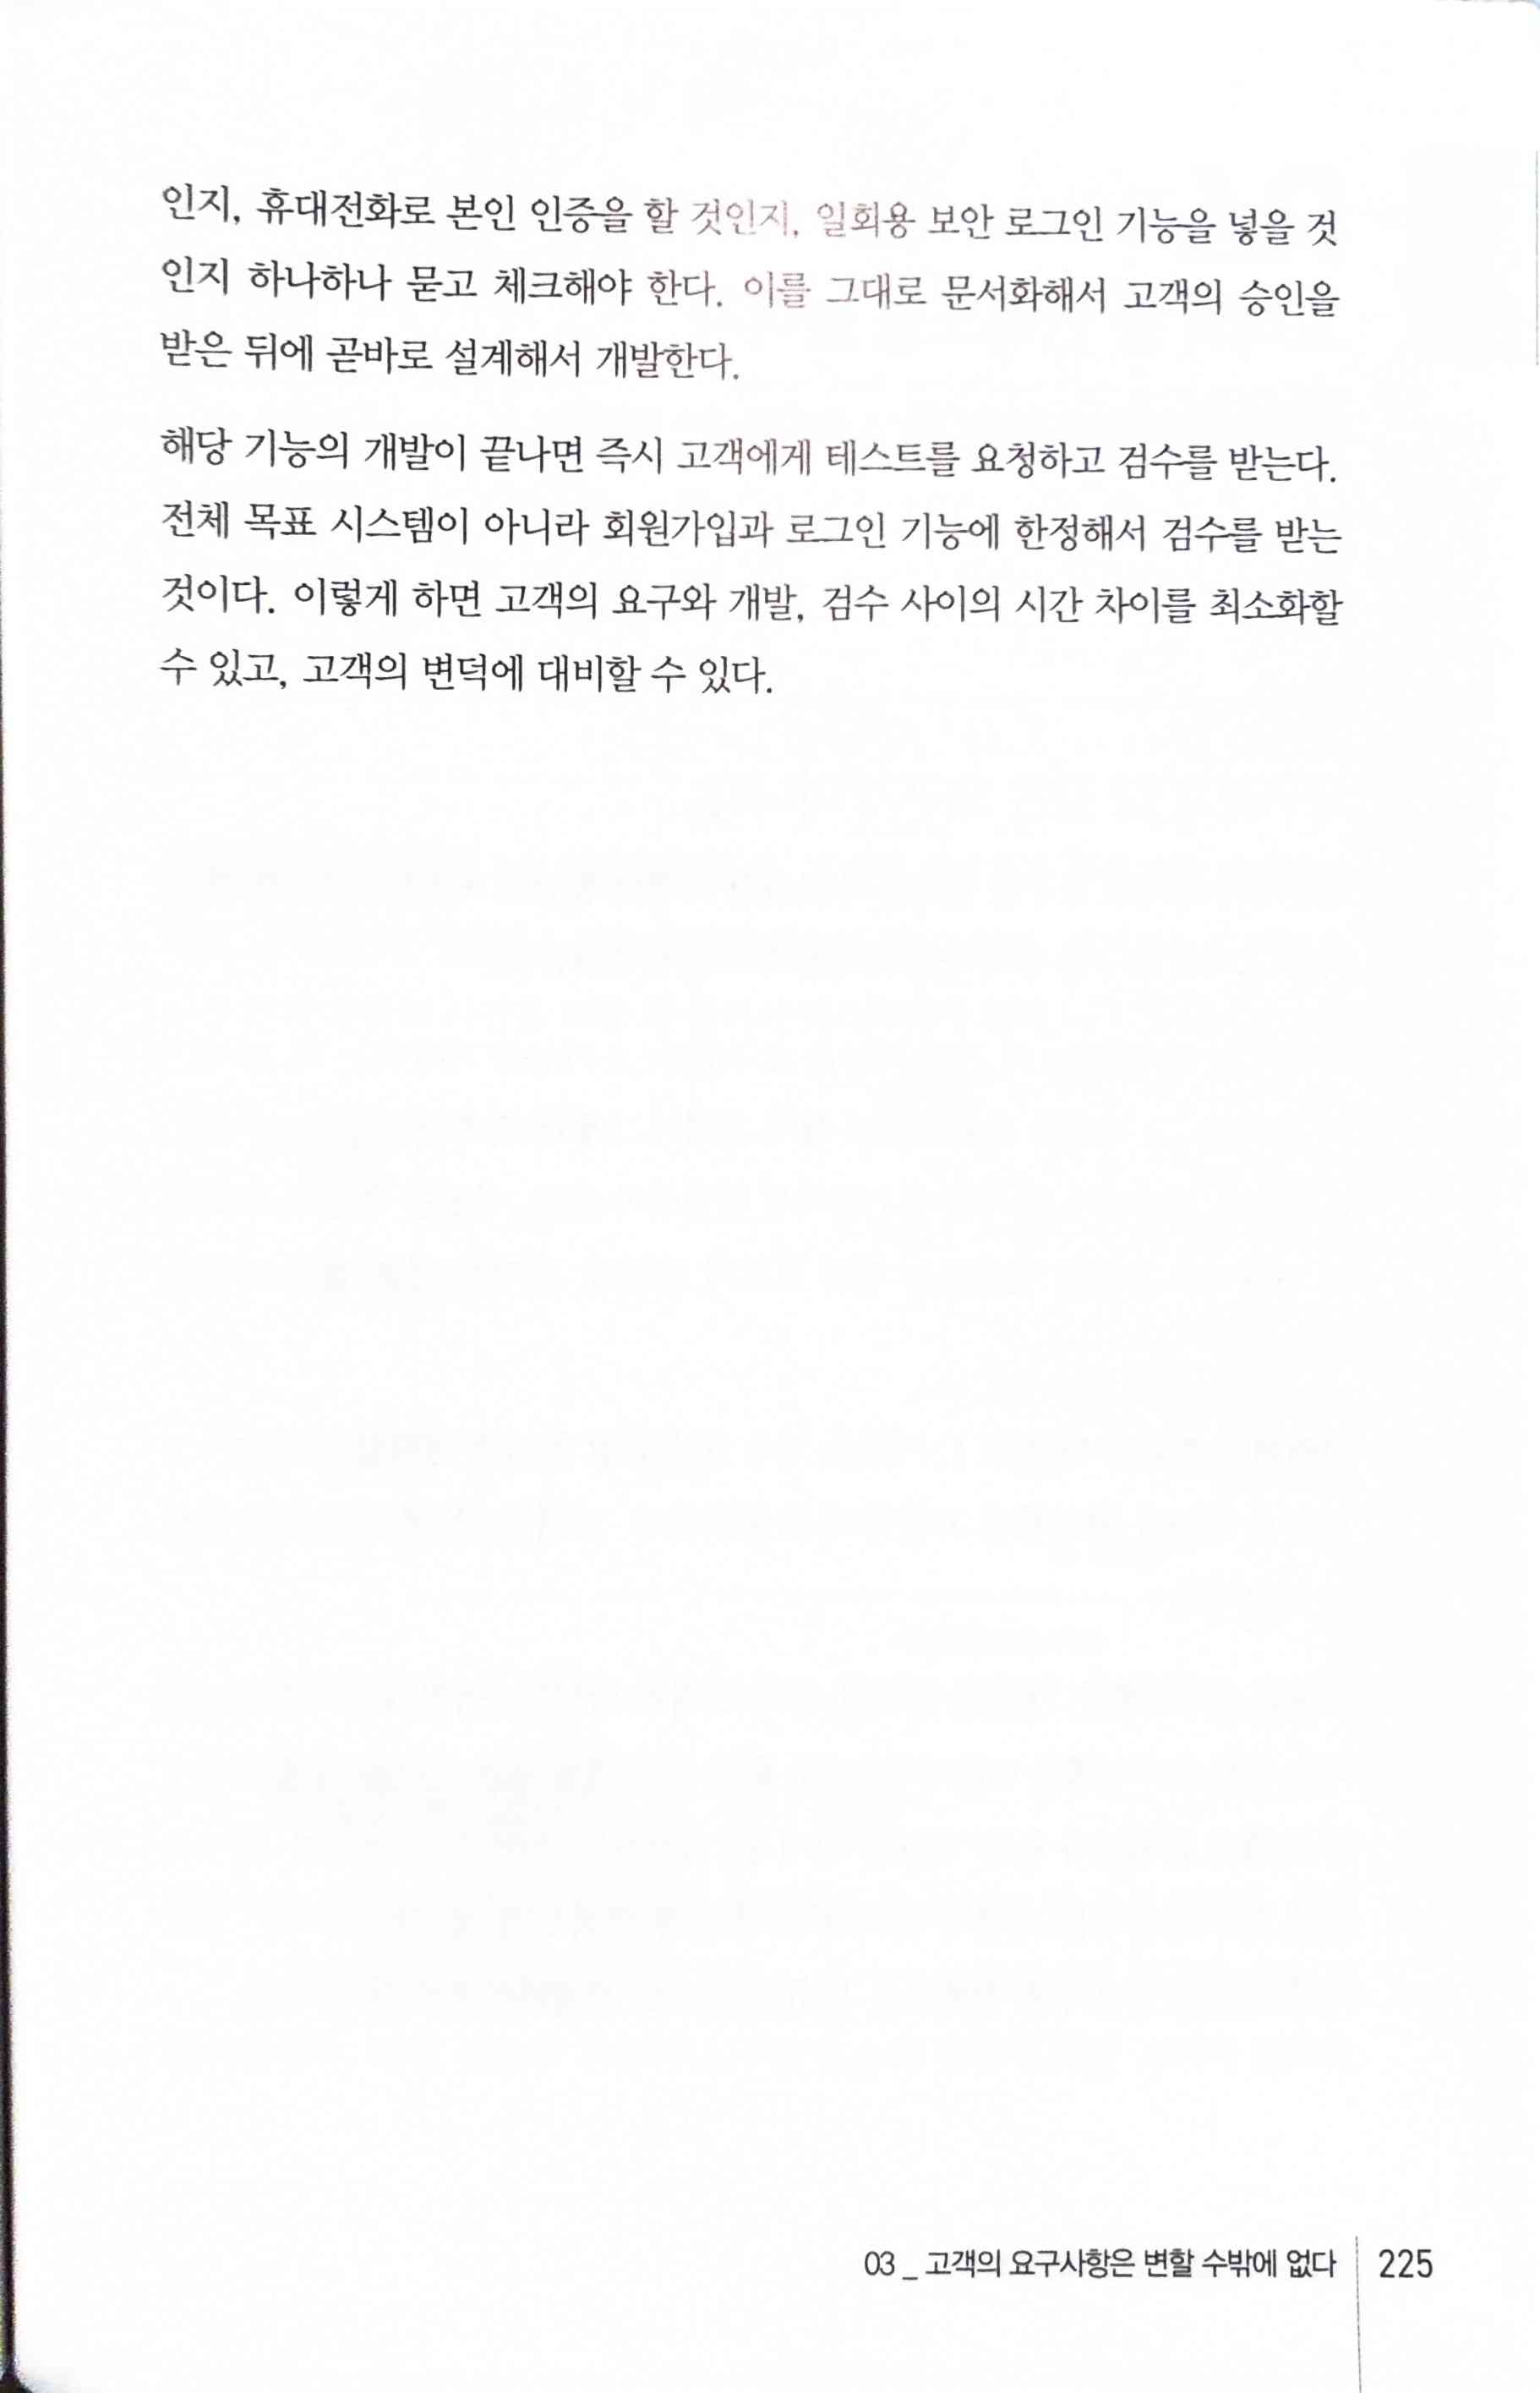 인지, 휴대전화로 본인 인증을 할 것인지, 일회용 보안 로그인 기능을 넣을 것
인지 하나하나 묻고 체크해야 한다. 이를 그대로 문서화해서 고객의 승인을
받은 뒤에 곧바로 설계해서 개발한다.
해당 기능의 개발이 끝나면 즉시 고객에게 테스트를 요청하고 검수를 받는다.
전체 목표 시스템이 아니라 회원가입과 로그인 기능에 한정해서 검수를 받는
것이다. 이렇게 하면 고객의 요구와 개발, 검수 사이의 시간 차이를 최소화할
수 있고, 고객의 변덕에 대비할 수 있다.
03 _ 고객의 요구사항은 변할 수밖에 없다 225